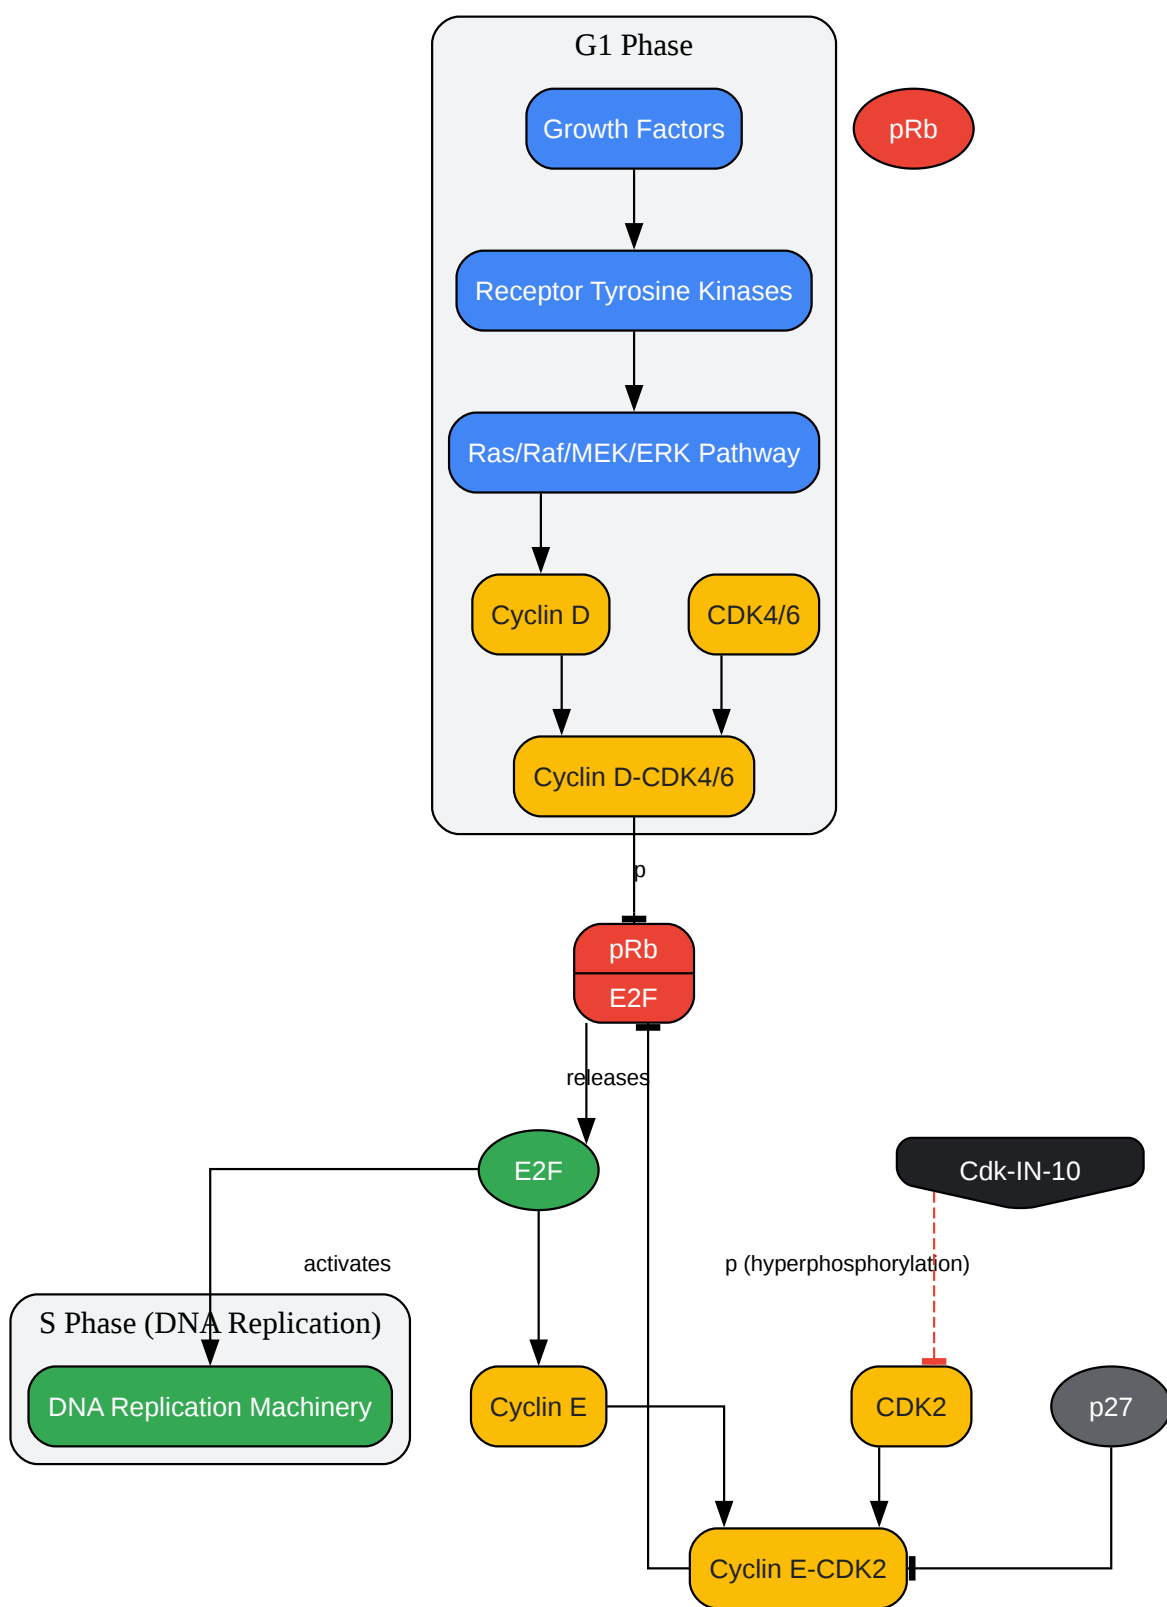 G1 Phase
Growth Factors
pRb
Receptor Tyrosine Kinases
Ras/Raf/MEK/ERK Pathway
Cyclin D
CDK4/6
Cyclin D-CDK4/6
p
pRb
E2F
releases
E2F
Cdk-IN-10
activates
p (hyperphosphorylation)
S Phase (DNA Replication)
DNA Replication Machinery
Cyclin E
CDK2
p27
Cyclin E-CDK2